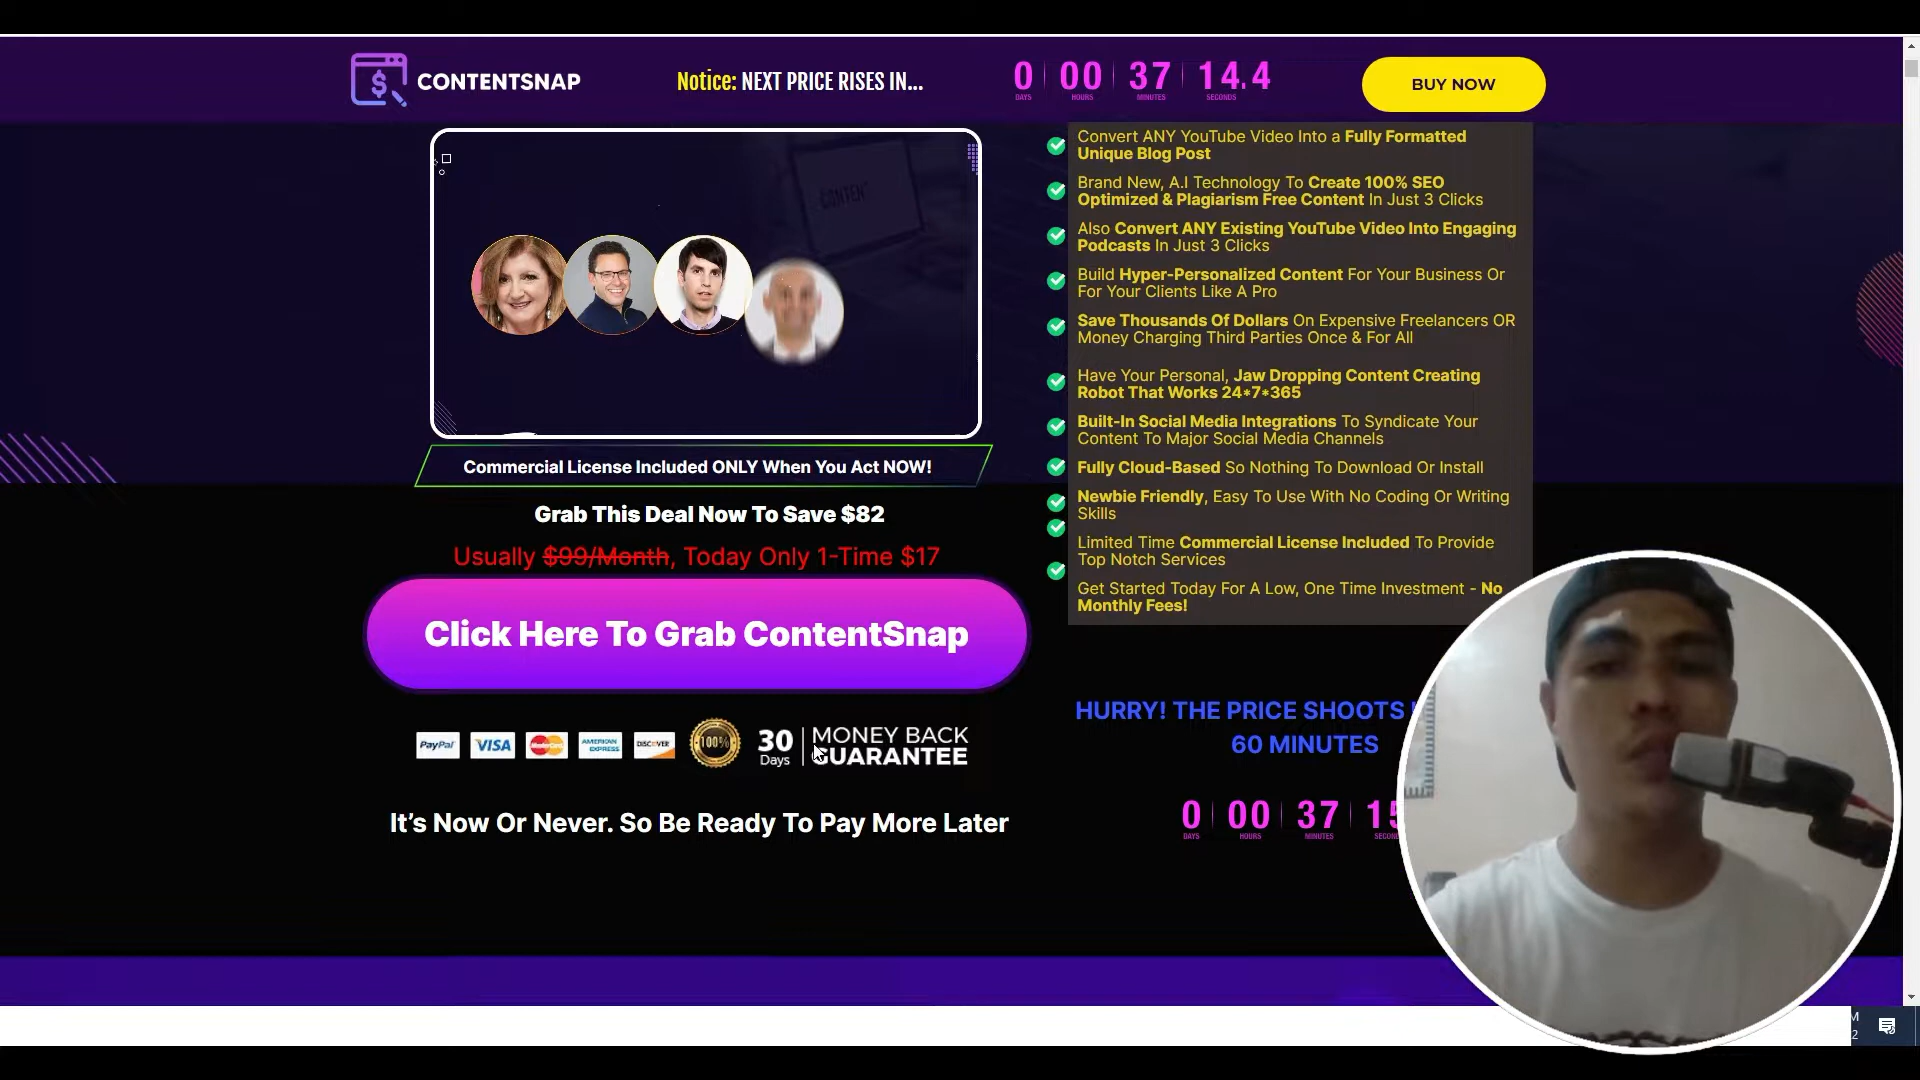 CONTENTSNAP
Notice: NEXT PRICE RISES IN...
0 00 37 14.4
DAYS HOURS MINUTES SECONDS
BUY NOW
CONTENT
Commercial License Included ONLY When You Act NOW!
Grab This Deal Now To Save $82
Usually $99/Month, Today Only 1-Time $17
Click Here To Grab ContentSnap
PayPal VISA MasterCard AMERICAN EXPRESS DISCOVER 100% 30 Days MONEY BACK GUARANTEE
It's Now Or Never. So Be Ready To Pay More Later
Convert ANY YouTube Video Into a Fully Formatted
Unique Blog Post
Brand New, A.I Technology To Create 100% SEO
Optimized & Plagiarism Free Content In Just 3 Clicks
Also Convert ANY Existing YouTube Video Into Engaging
Podcasts In Just 3 Clicks
Build Hyper-Personalized Content For Your Business Or
For Your Clients Like A Pro
Save Thousands Of Dollars On Expensive Freelancers OR
Money Charging Third Parties Once & For All
Have Your Personal, Jaw Dropping Content Creating
Robot That Works 24*7*365
Built-In Social Media Integrations To Syndicate Your
Content To Major Social Media Channels
Fully Cloud-Based So Nothing To Download Or Install
Newbie Friendly, Easy To Use With No Coding Or Writing
Skills
Limited Time Commercial License Included To Provide
Top Notch Services
Get Started Today For A Low, One Time Investment - No
Monthly Fees!
HURRY! THE PRICE SHOOTS
60 MINUTES
0 00 37
DAYS HOURS MINUTES